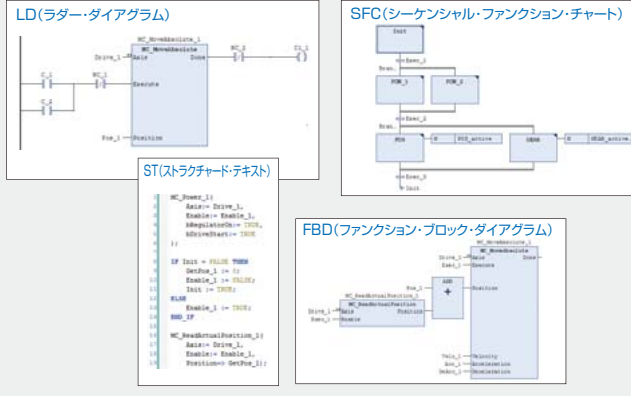 LD(ラダー・ダイアグラム)
MC_MoveAbsolute_1
MC_MoveAbsolute
Drive_1 Axis Done
MC_2
C1_1
C_1
MC_1
Execute
C_2
Pos_1 Position
SFC(シーケンシャル・ファンクション・チャート)
Init
Exec_1
Bran..
POW_1
POW_2
Exec_2
Bran..
POS
N POS_active
GEAR
N GEAR_active
Exec_3
Init
ST(ストラクチャード・テキスト)
MC_Power_1(
Axis:= Drive_1,
Enable:= Enable_1,
bRegulatorOn:= TRUE,
bDriveStart:= TRUE
);
IF Init = FALSE THEN
GetPos_1 := 0;
Enable_1 := FALSE;
Init := TRUE;
ELSE
Enable_1 := TRUE;
END_IF
MC_ReadActualPosition_1(
Axis:= Drive_1,
Enable:= Enable_1,
Position=> GetPos_1);
FBD(ファンクション・ブロック・ダイアグラム)
MC_MoveAbsolute_1
MC_MoveAbsolute
Drive_1 Axis Done
Exec_1 Execute
Pos_1
ADD
+
Position
MC_ReadActualPosition_1
MC_ReadActualPosition
Drive_1 Axis Position
Exec_1 Enable
Velo_1 Velocity
Acc_1 Acceleration
DeAcc_1 Deceleration